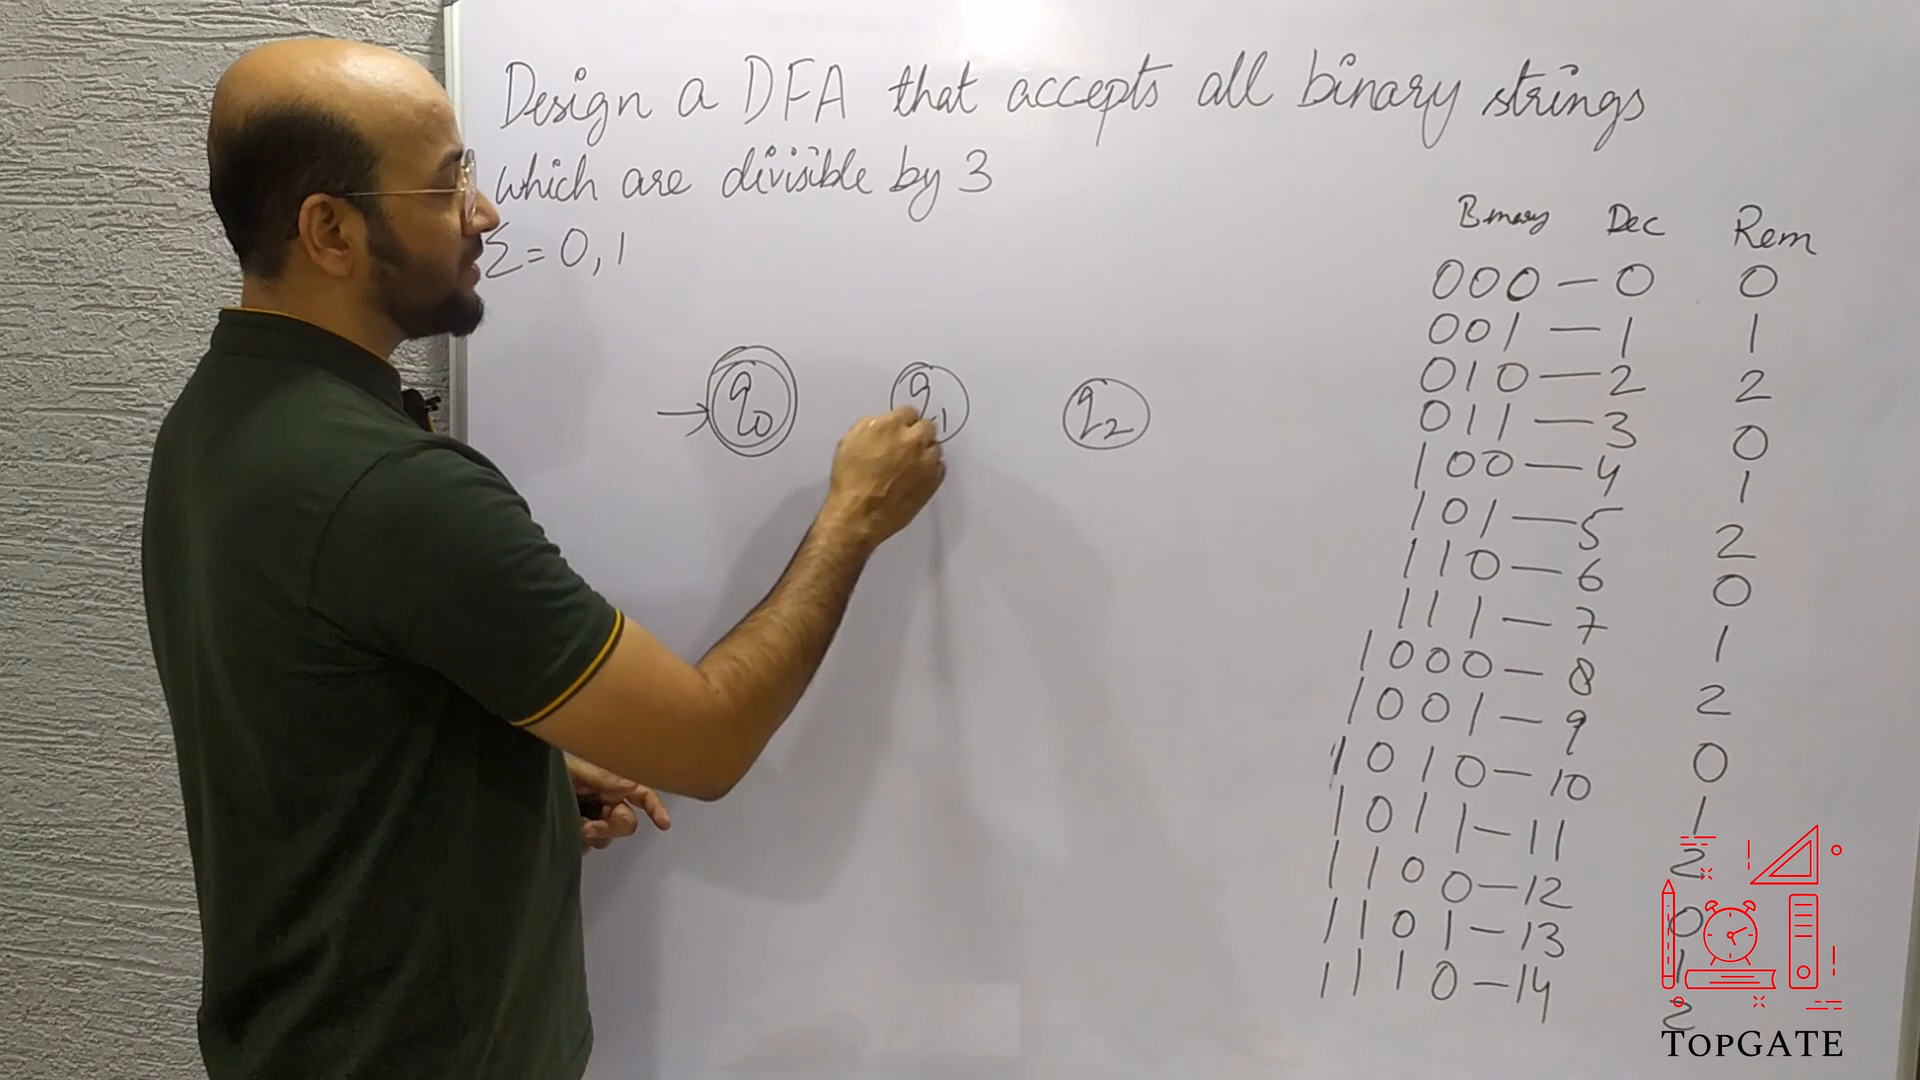 Design a DFA that accepts all binary strings
which are divisible by 3
Σ = 0, 1
Binary Dec Rem
000 — 0 0
001 — 1 1
010 — 2 2
011 — 3 0
100 — 4 1
101 — 5 2
110 — 6 0
111 — 7 1
1000 — 8 2
1001 — 9 0
1010 — 10 1
1011 — 11 2
1100 — 12 0
1101 — 13 1
1110 — 14 2
q0 q1 q2
TOPGATE